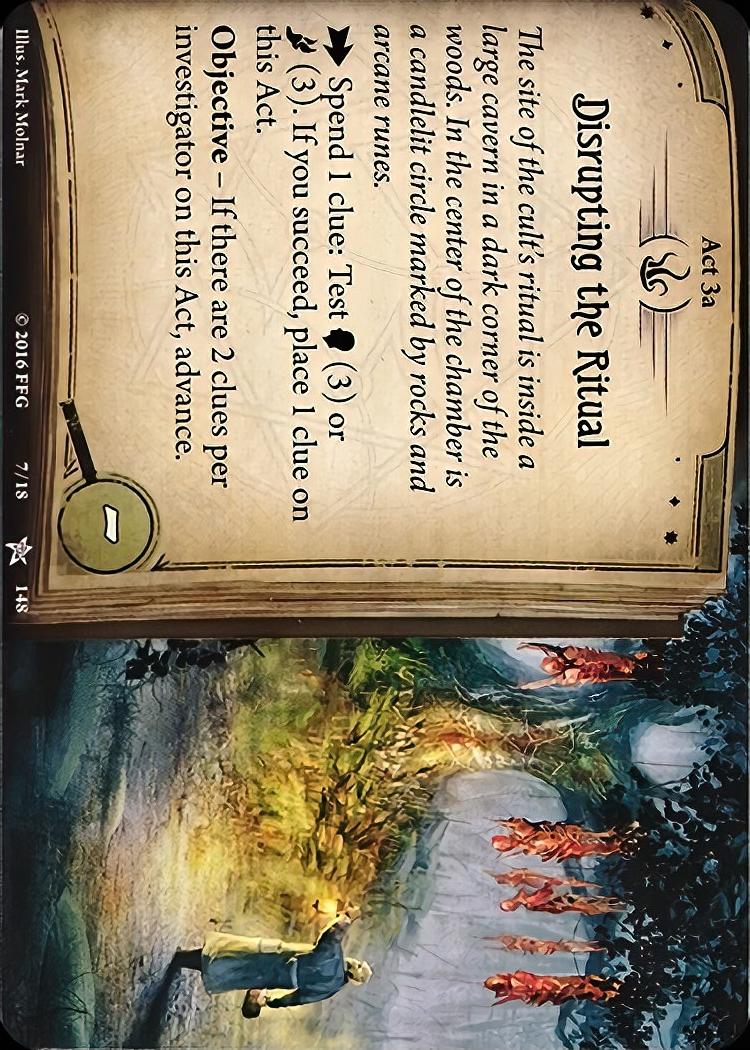 Act 3a
Disrupting the Ritual
The site of the cult's ritual is inside a
large cavern in a dark corner of the
woods. In the center of the chamber is
a candlelit circle marked by rocks and
arcane runes.
Spend 1 clue: Test (3) or
(3). If you succeed, place 1 clue on
this Act.
Objective – If there are 2 clues per
investigator on this Act, advance.
–
Illus. Mark Molnar
© 2016 FFG
7/18
148